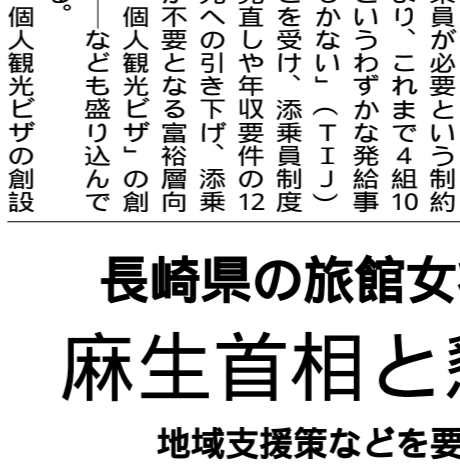 員が必要という制約
り、これまで４組10
というわずかな発給事
しかない」（ＴＩＪ）
とを受け、添乗員制度
直しや年収要件の12
への引き下げ、添乗
が不要となる富裕層向
個人観光ビザ」の創
――なども盛り込んで
る。
個人観光ビザの創設
長崎県の旅館女
麻生首相と
地域支援策などを要